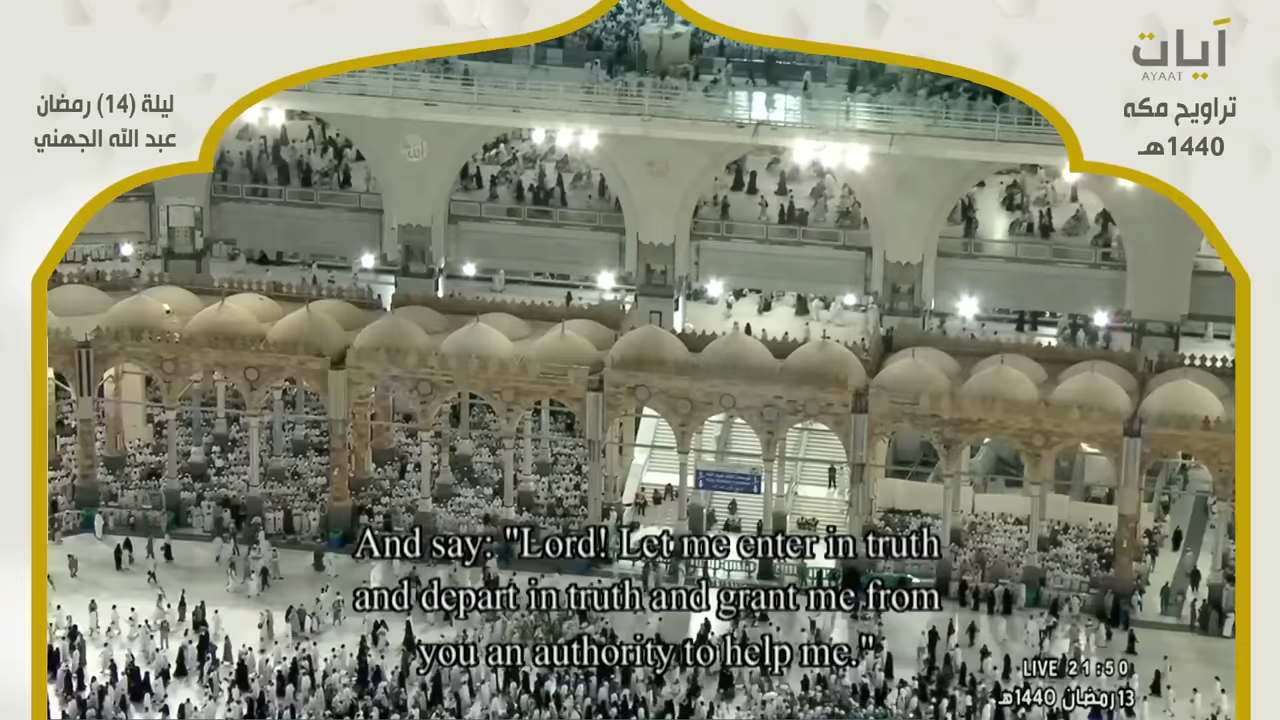 آيات
AYAAT
تراويح مكه
1440هـ
ليلة (14) رمضان
عبد الله الجهني
الله
And say: "Lord! Let me enter in truth
and depart in truth and grant me from
you an authority to help me."
LIVE 21:50
13 رمضان 1440هـ